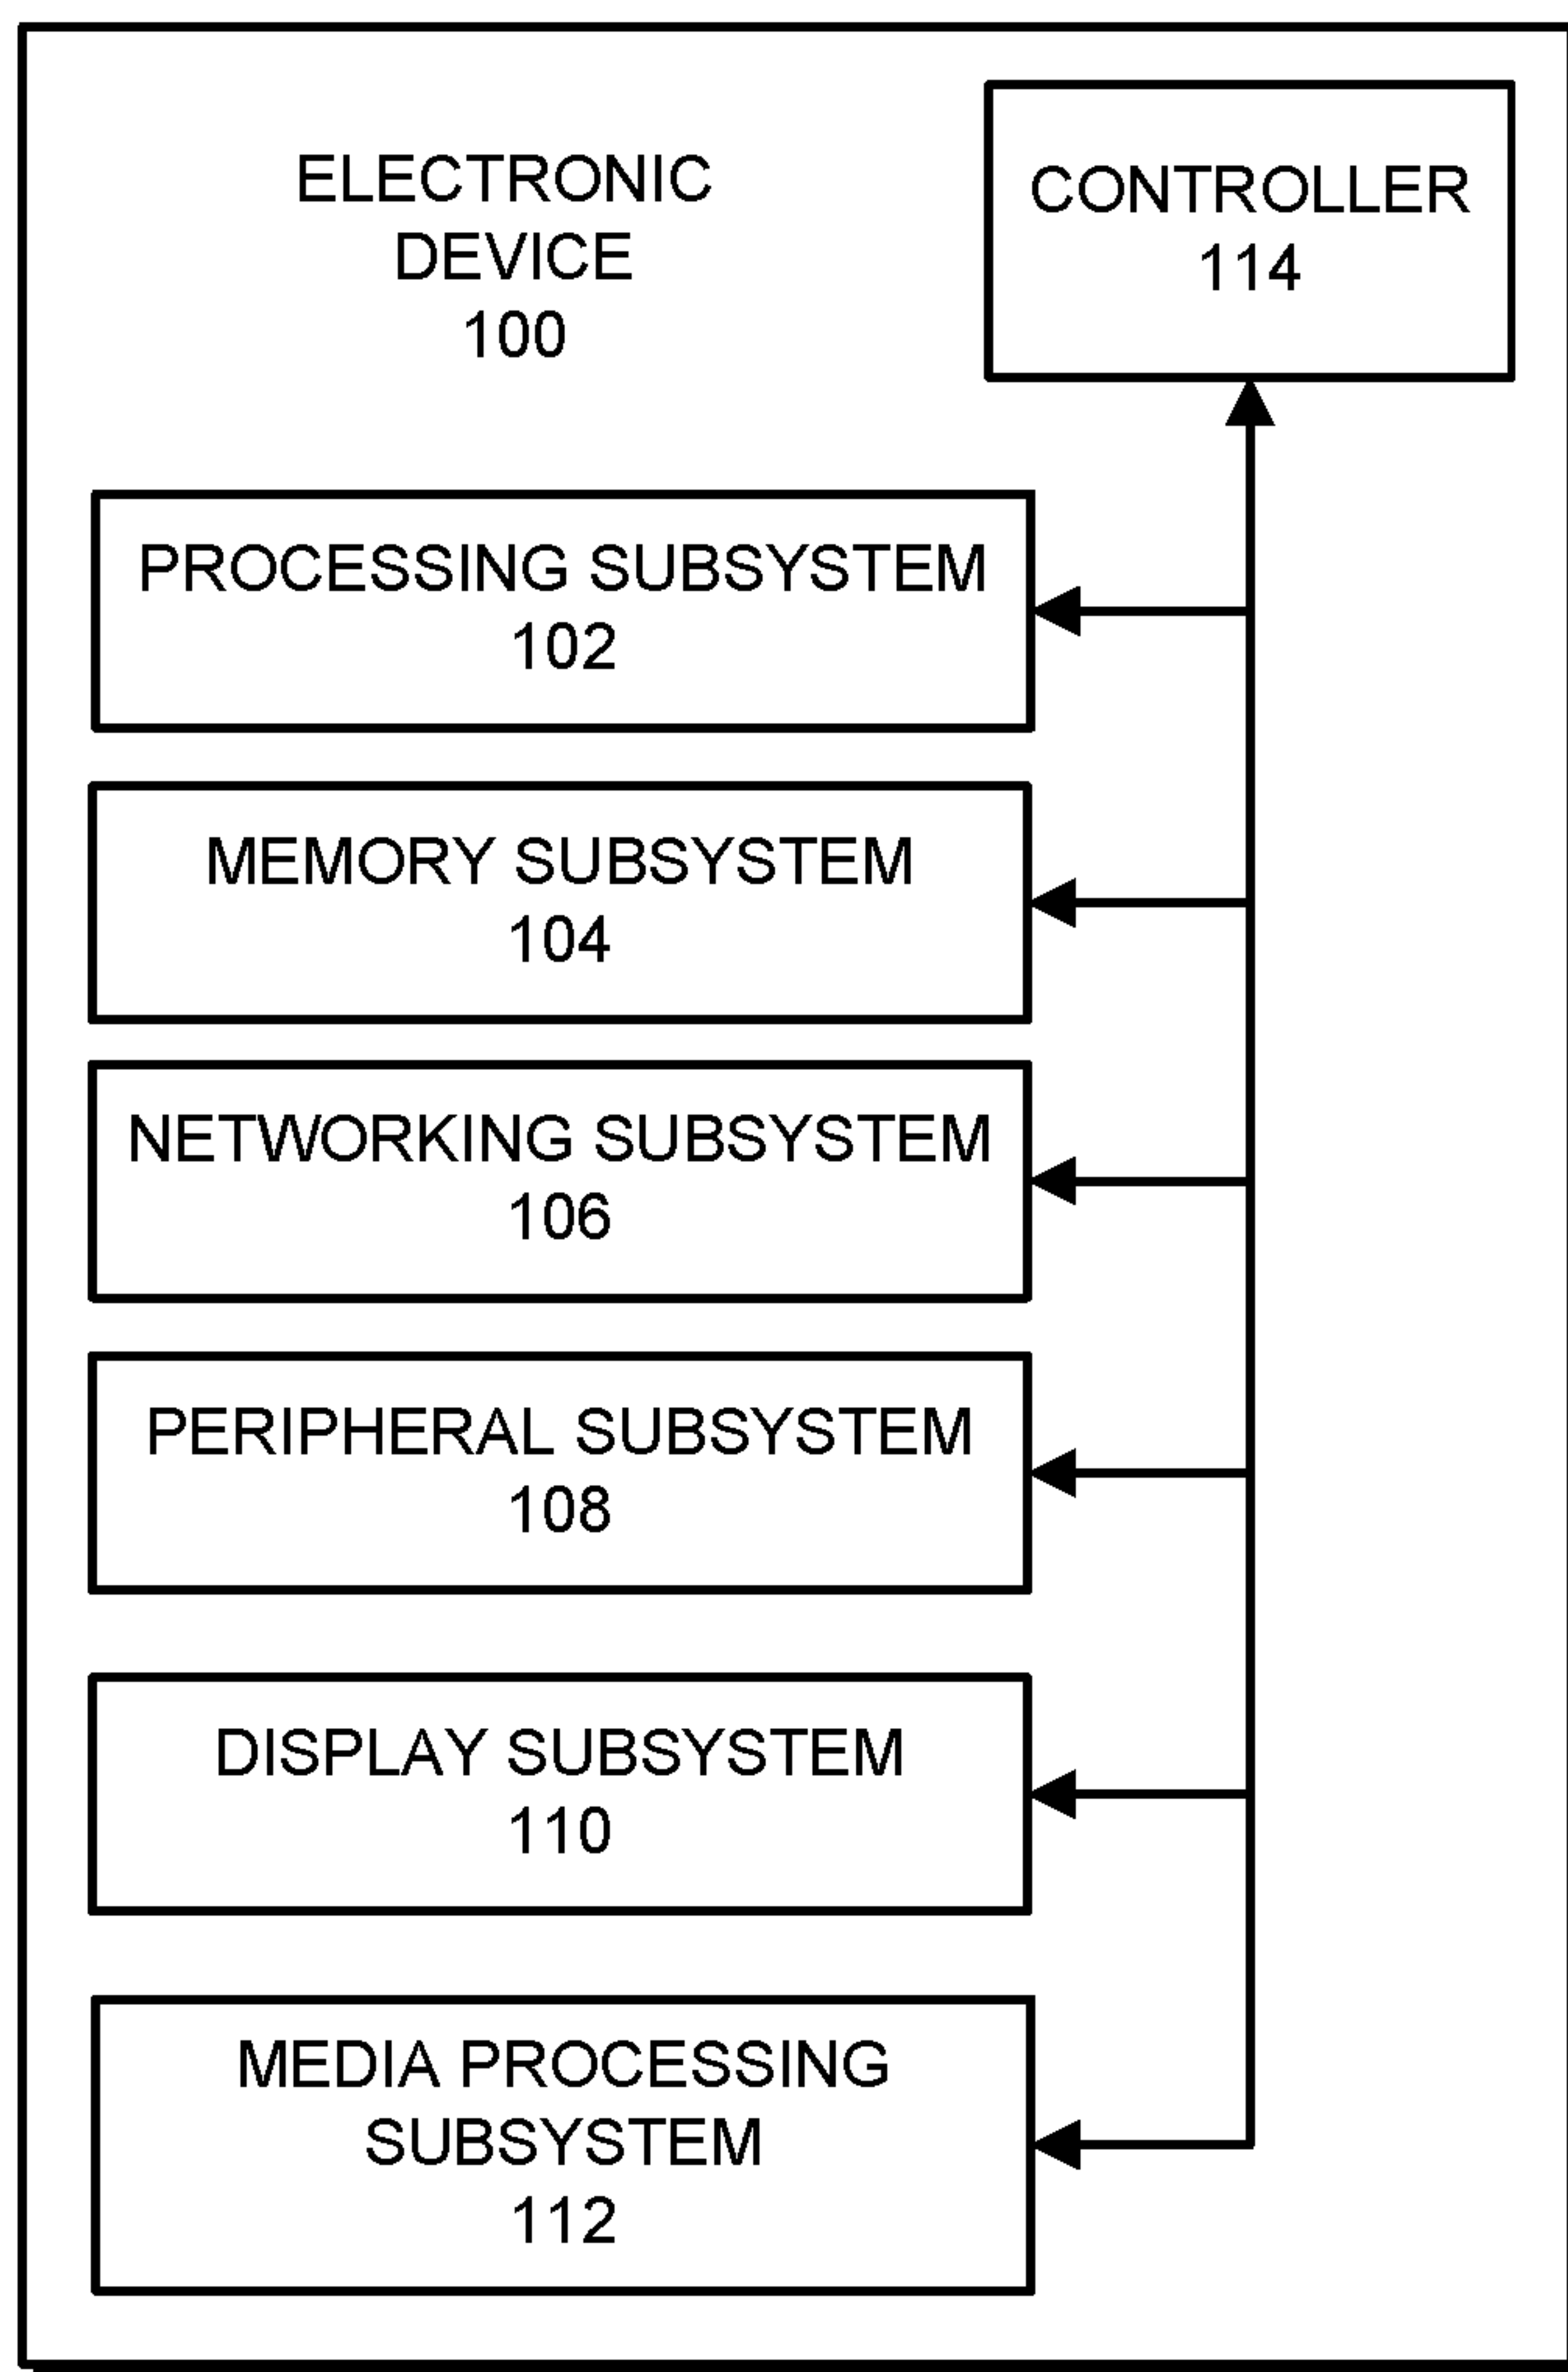 ELECTRONIC
DEVICE
100
CONTROLLER
114
PROCESSING SUBSYSTEM
102
MEMORY SUBSYSTEM
104
NETWORKING SUBSYSTEM
106
PERIPHERAL SUBSYSTEM
108
DISPLAY SUBSYSTEM
110
MEDIA PROCESSING
SUBSYSTEM
112